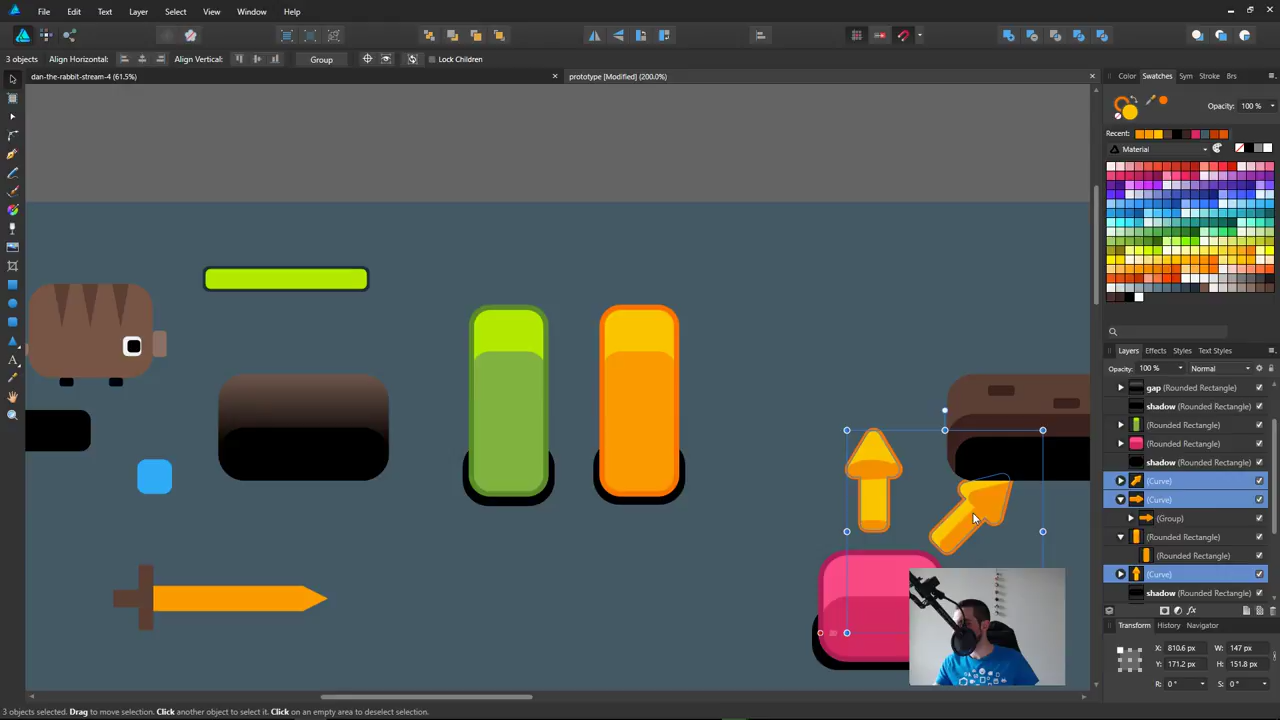 File Edit Text Layer Select View Window Help
3 objects Align Horizontal: Align Vertical: Group Lock Children
dan-the-rabbit-stream-4 (61.5%) prototype [Modified] (200.0%)
Color Swatches Sym Stroke Brs
Opacity: 100 %
Recent:
Material
Layers Effects Styles Text Styles
Opacity: 100 % Normal
gap (Rounded Rectangle)
shadow (Rounded Rectangle)
(Rounded Rectangle)
(Rounded Rectangle)
shadow (Rounded Rectangle)
(Curve)
(Curve)
(Group)
(Rounded Rectangle)
(Rounded Rectangle)
(Curve)
shadow (Rounded Rectangle)
Transform History Navigator
X: 810.6 px W: 147 px
Y: 171.2 px H: 151.8 px
R: 0 ° S: 0 °
3 objects selected. Drag to move selection. Click another object to select it. Click on an empty area to deselect selection.